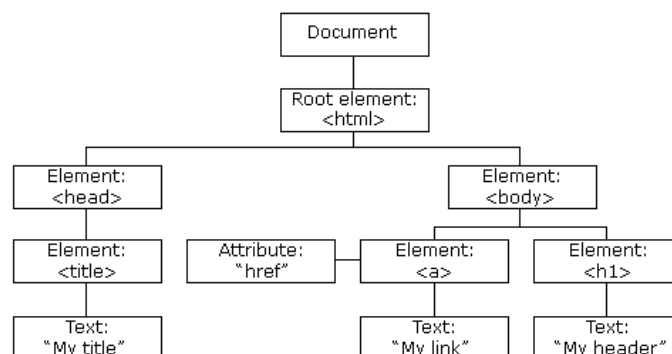 Document
Root element:
<html>
Element:
<head>
Element:
<body>
Element:
<title>
Attribute:
“href”
Element:
<a>
Element:
<h1>
Text:
“My title”
Text:
“My link”
Text:
“My header”